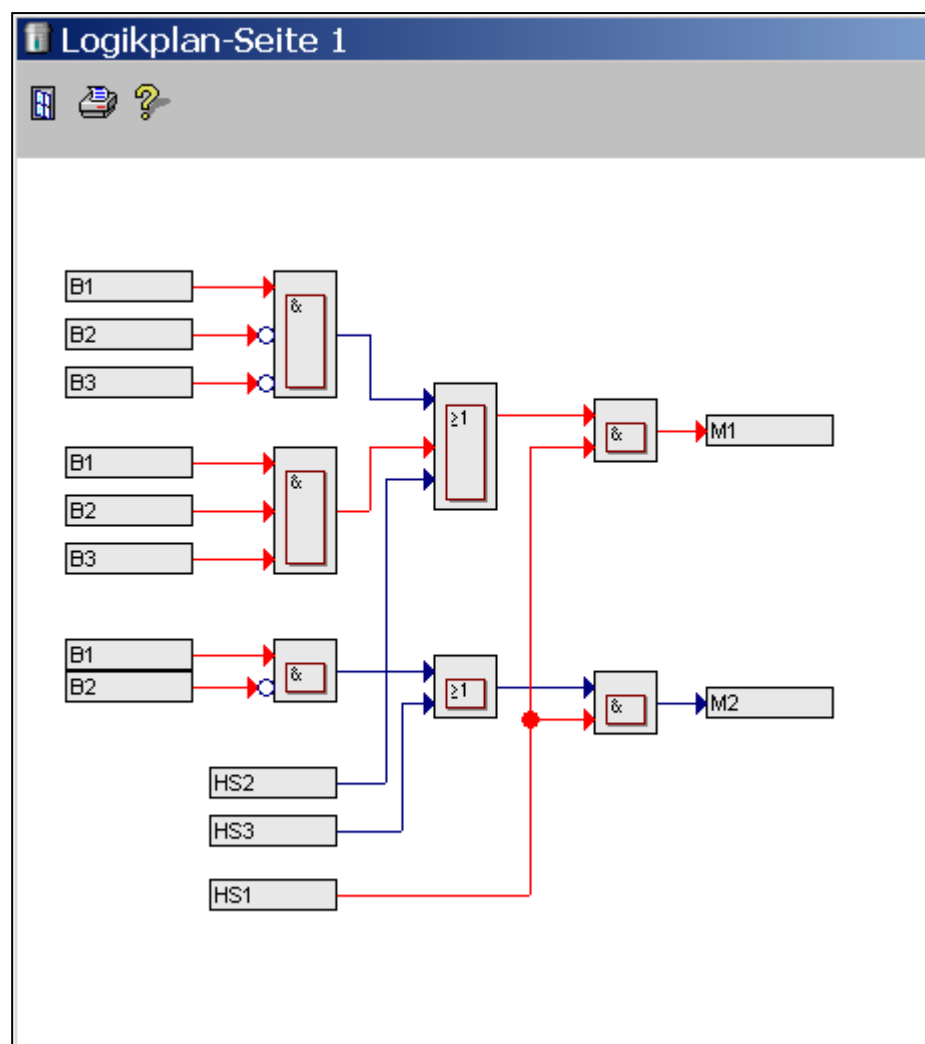 Logikplan-Seite 1
B1
&
B2
B3
≥1
&
M1
B1
&
B2
B3
B1
&
B2
≥1
&
M2
HS2
HS3
HS1